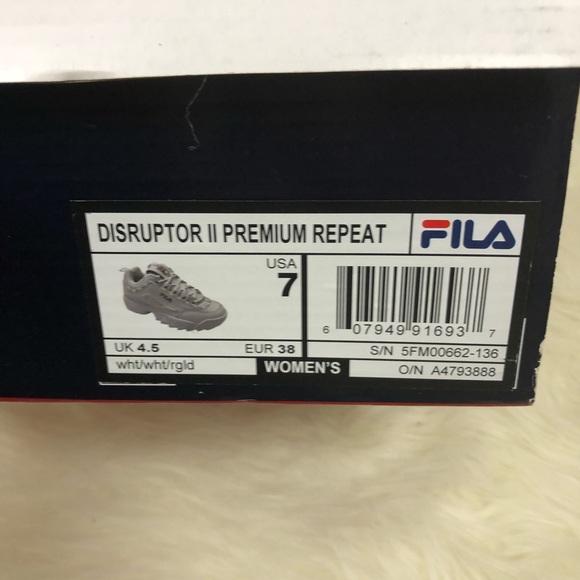 DISRUPTOR II PREMIUM REPEAT
FILA
USA
7
UK 4.5
EUR 38
wht/wht/rgld
WOMEN'S
6 07949 91693 7
S/N 5FM00662-136
O/N A4793888